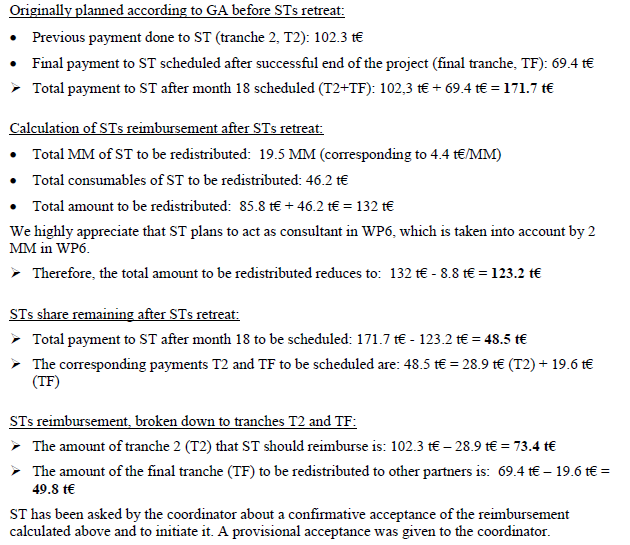 Originally planned according to GA before STs retreat:
• Previous payment done to ST (tranche 2, T2): 102.3 t€
• Final payment to ST scheduled after successful end of the project (final tranche, TF): 69.4 t€
➢ Total payment to ST after month 18 scheduled (T2+TF): 102,3 t€ + 69.4 t€ = 171.7 t€
Calculation of STs reimbursement after STs retreat:
• Total MM of ST to be redistributed: 19.5 MM (corresponding to 4.4 t€/MM)
• Total consumables of ST to be redistributed: 46.2 t€
• Total amount to be redistributed: 85.8 t€ + 46.2 t€ = 132 t€
We highly appreciate that ST plans to act as consultant in WP6, which is taken into account by 2
MM in WP6.
➢ Therefore, the total amount to be redistributed reduces to: 132 t€ - 8.8 t€ = 123.2 t€
STs share remaining after STs retreat:
➢ Total payment to ST after month 18 to be scheduled: 171.7 t€ - 123.2 t€ = 48.5 t€
➢ The corresponding payments T2 and TF to be scheduled are: 48.5 t€ = 28.9 t€ (T2) + 19.6 t€
(TF)
STs reimbursement, broken down to tranches T2 and TF:
➢ The amount of tranche 2 (T2) that ST should reimburse is: 102.3 t€ – 28.9 t€ = 73.4 t€
➢ The amount of the final tranche (TF) to be redistributed to other partners is: 69.4 t€ – 19.6 t€ =
49.8 t€
ST has been asked by the coordinator about a confirmative acceptance of the reimbursement
calculated above and to initiate it. A provisional acceptance was given to the coordinator.